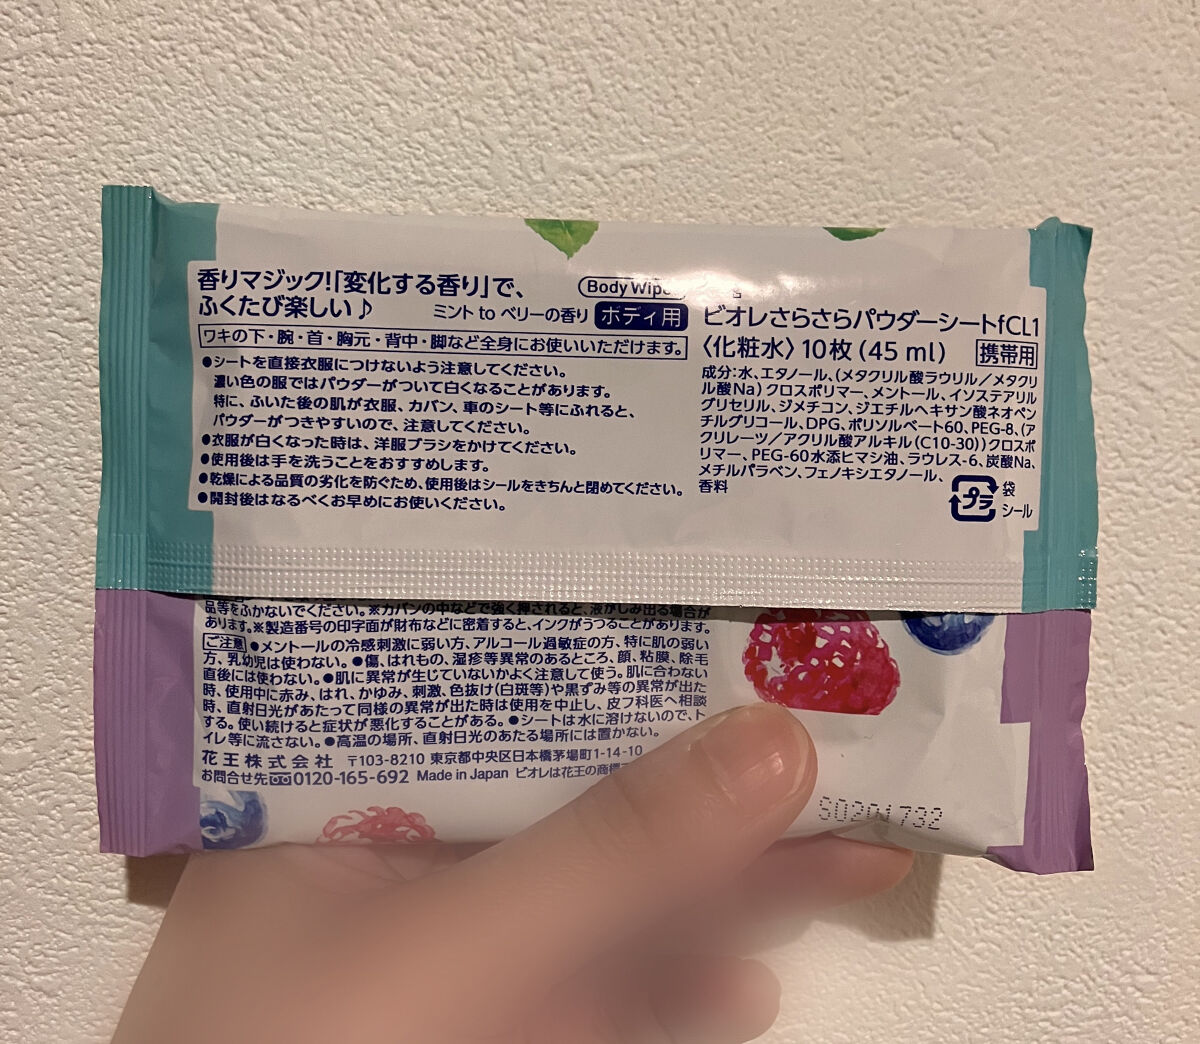 香りマジック!「変化する香り」で、
ふくたび楽しい♪
ミント to ベリーの香り
Body Wipe
ボディ用
ワキの下・腕・首・胸元・背中・脚など全身にお使いいただけます。
●シートを直接衣服につけないよう注意してください。
濃い色の服ではパウダーがついて白くなることがあります。
特に、ふいた後の肌が衣服、カバン、車のシート等にふれると、
パウダーがつきやすいので、注意してください。
●衣服が白くなった時は、洋服ブラシをかけてください。
●使用後は手を洗うことをおすすめします。
●乾燥による品質の劣化を防ぐため、使用後はシールをきちんと閉めてください。
●開封後はなるべくお早めにお使いください。
ビオレさらさらパウダーシートfCL1
〈化粧水〉10枚(45 ml)
携帯用
成分:水、エタノール、(メタクリル酸ラウリル/メタクリ
ル酸Na)クロスポリマー、メントール、イソステアリル
グリセリル、ジメチコン、ジエチルヘキサン酸ネオペン
チルグリコール、DPG、ポリソルベート60、PEG-8、(ア
クリレーツ/アクリル酸アルキル(C10-30))クロスポ
リマー、PEG-60水添ヒマシ油、ラウレス-6、炭酸Na、
メチルパラベン、フェノキシエタノール、
香料
プラ
袋
シール
品等をふかないでください。※カバンの中などで強く押されると、液がしみ出る場合が
あります。※製造番号の印字面が財布などに密着すると、インクがうつることがあります。
ご注意 ●メントールの冷感刺激に弱い方、アルコール過敏症の方、特に肌の弱い
方、乳幼児は使わない。●傷、はれもの、湿疹等異常のあるところ、顔、粘膜、除毛
直後には使わない。●肌に異常が生じていないかよく注意して使う。肌に合わない
時、使用中に赤み、はれ、かゆみ、刺激、色抜け(白斑等)や黒ずみ等の異常が出た
時、直射日光があたって同様の異常が出た時は使用を中止し、皮フ科医へ相談
する。使い続けると症状が悪化することがある。●シートは水に溶けないので、ト
イレ等に流さない。●高温の場所、直射日光のあたる場所には置かない。
花王株式会社 〒103-8210 東京都中央区日本橋茅場町1-14-10
お問合せ先 0120-165-692 Made in Japan ビオレは花王の商標
S0201732